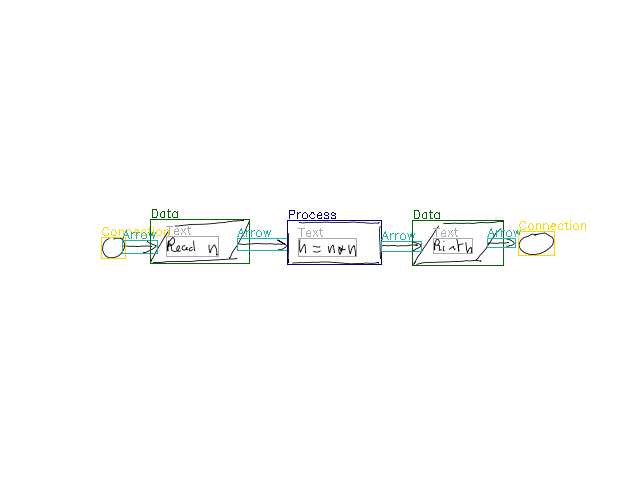 Connection
Arrow
Data
Text
Read n
Arrow
Process
Text
n = n*n
Arrow
Data
Text
Print n
Arrow
Connection